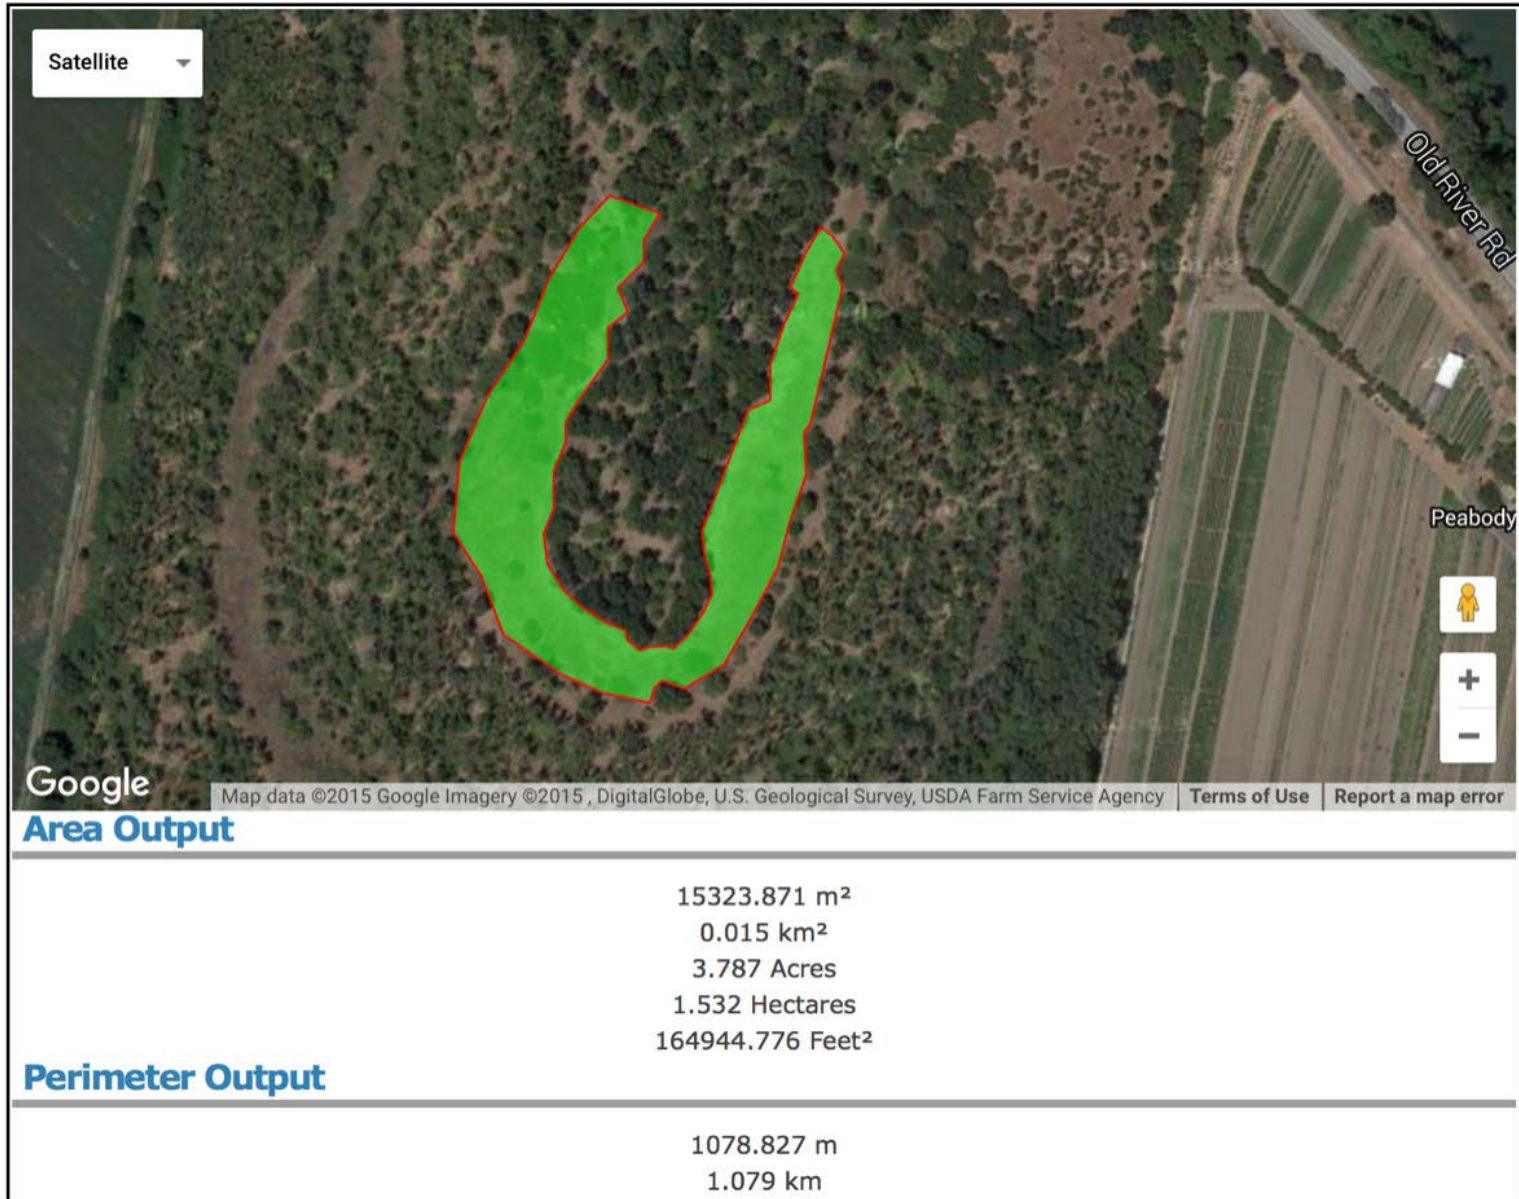 Satellite
Old River Rd
Peabody
+
−
Google
Map data ©2015 Google Imagery ©2015 , DigitalGlobe, U.S. Geological Survey, USDA Farm Service Agency
Terms of Use
Report a map error
Area Output
15323.871 m²
0.015 km²
3.787 Acres
1.532 Hectares
164944.776 Feet²
Perimeter Output
1078.827 m
1.079 km